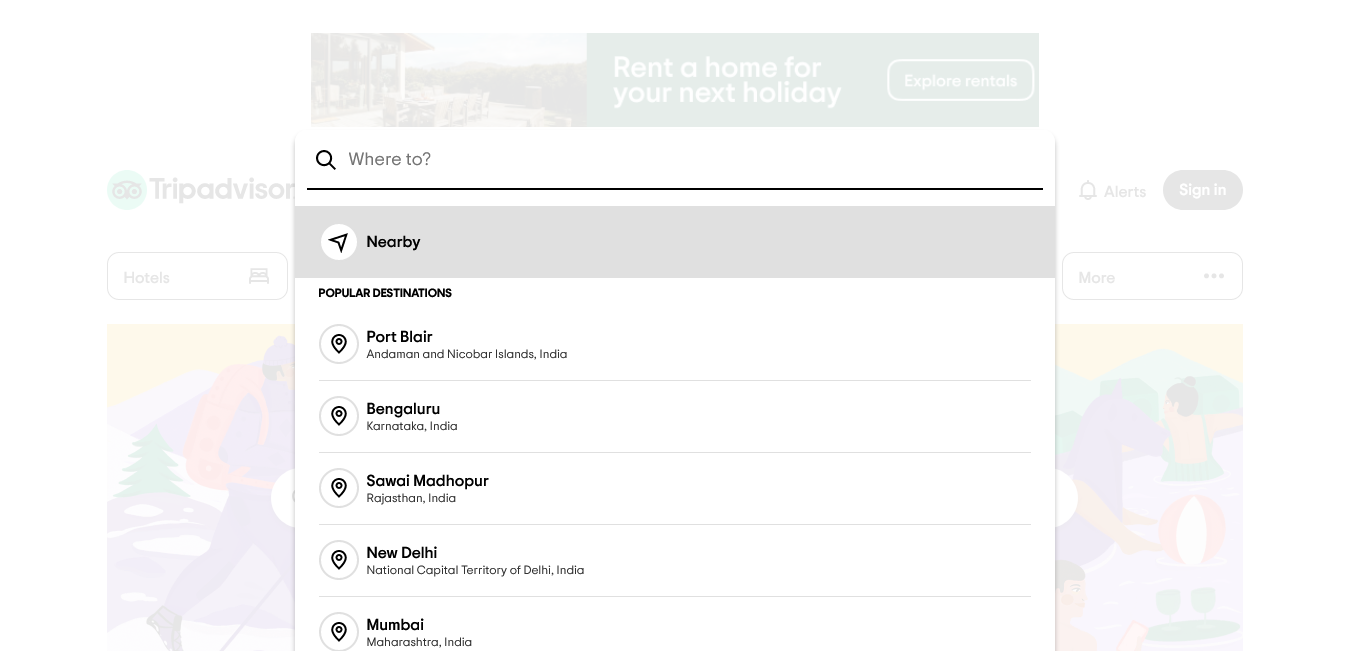 Rent a home for
your next holiday
Explore rentals
Where to?
Tripadvisor
Alerts
Sign in
Nearby
Hotels
More
POPULAR DESTINATIONS
Port Blair
Andaman and Nicobar Islands, India
Bengaluru
Karnataka, India
Sawai Madhopur
Rajasthan, India
New Delhi
National Capital Territory of Delhi, India
Mumbai
Maharashtra, India